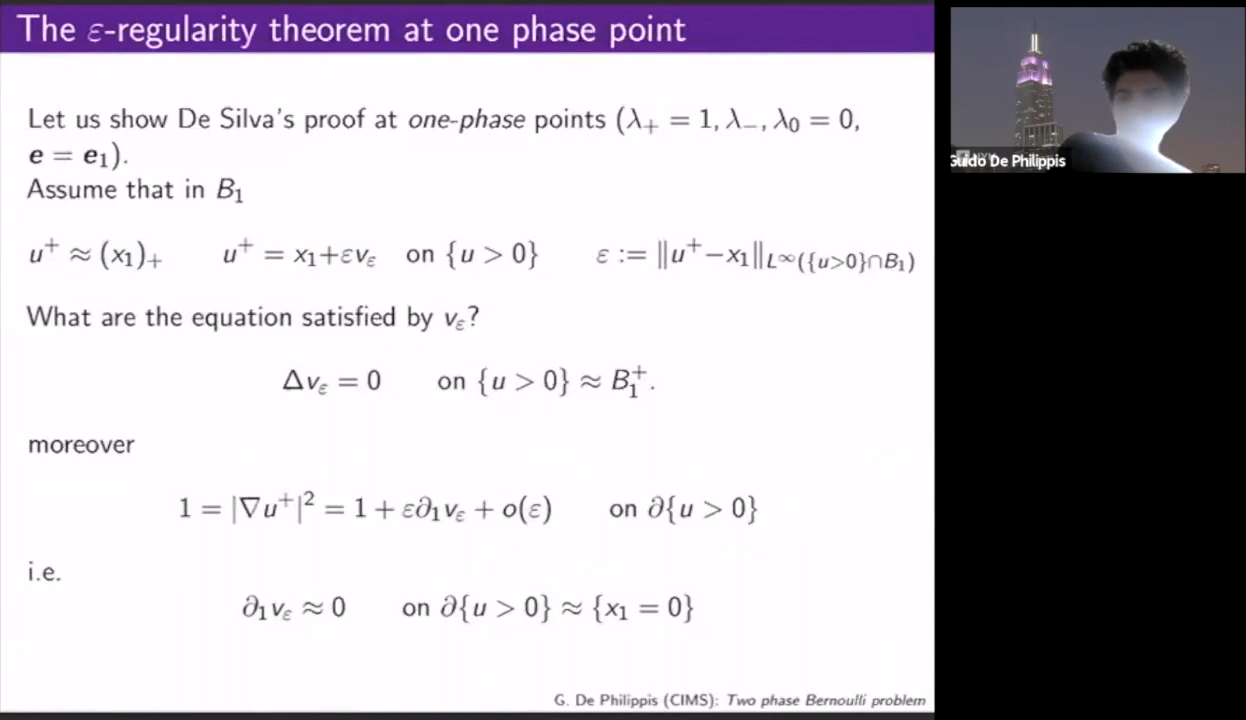 The ε-regularity theorem at one phase point
Let us show De Silva's proof at one-phase points (λ₊ = 1, λ₋, λ₀ = 0,
e = e₁).
Assume that in B₁
u⁺ ≈ (x₁)₊ u⁺ = x₁+εv_ε on {u > 0} ε := ‖u⁺−x₁‖_{L^∞({u>0}∩B₁)}
What are the equation satisfied by v_ε?
Δv_ε = 0 on {u > 0} ≈ B₁⁺.
moreover
1 = |∇u⁺|² = 1 + ε∂₁v_ε + o(ε) on ∂{u > 0}
i.e.
∂₁v_ε ≈ 0 on ∂{u > 0} ≈ {x₁ = 0}
G. De Philippis (CIMS): Two phase Bernoulli problem
Guido De Philippis